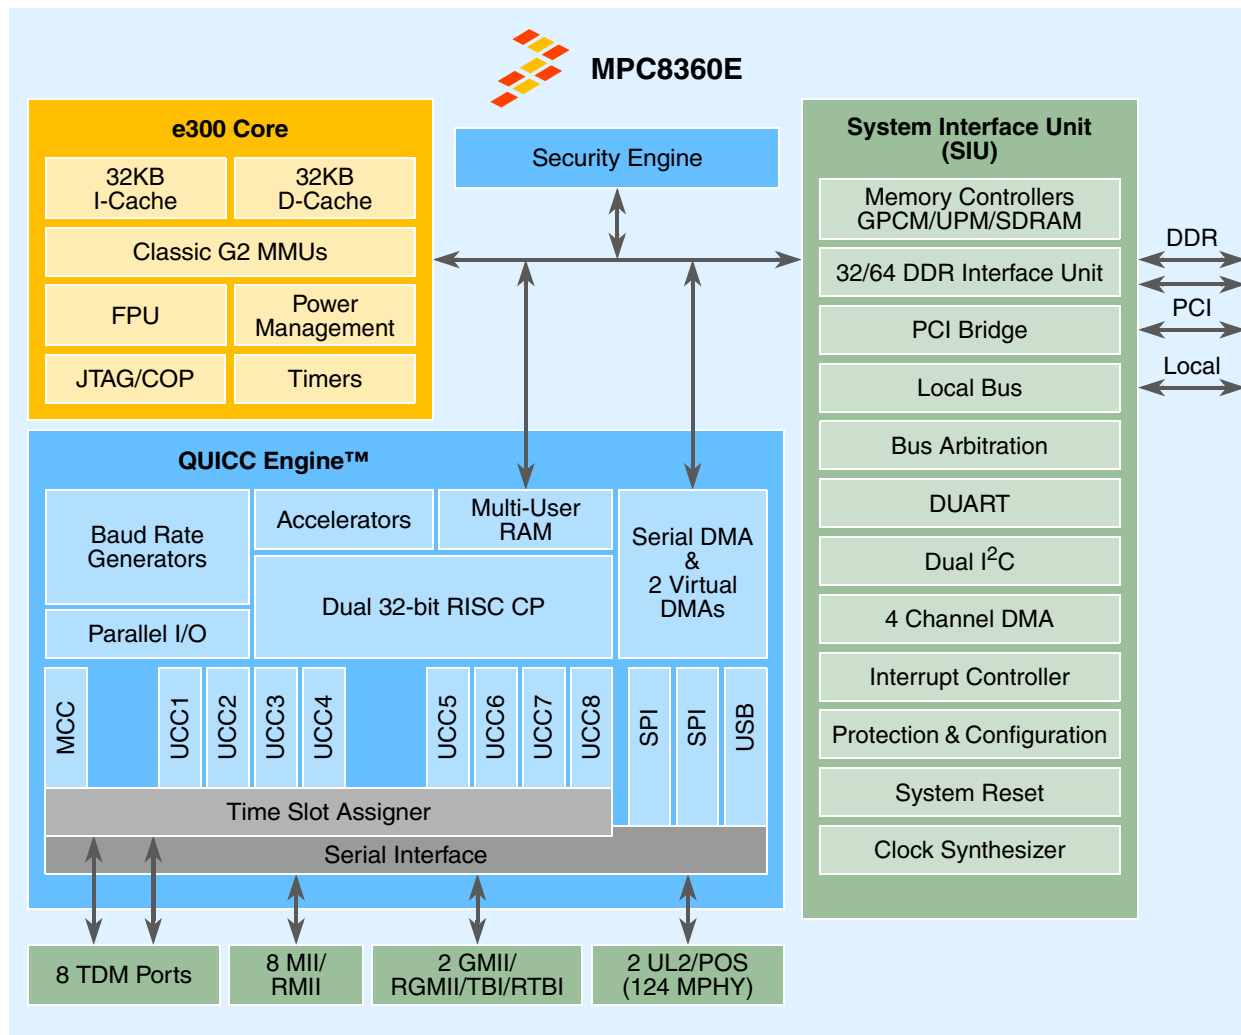 MPC8360E
e300 Core
32KB
I-Cache
32KB
D-Cache
Classic G2 MMUs
FPU
Power
Management
JTAG/COP
Timers
Security Engine
System Interface Unit
(SIU)
Memory Controllers
GPCM/UPM/SDRAM
32/64 DDR Interface Unit
PCI Bridge
Local Bus
Bus Arbitration
DUART
Dual I²C
4 Channel DMA
Interrupt Controller
Protection & Configuration
System Reset
Clock Synthesizer
DDR
PCI
Local
QUICC Engine™
Baud Rate
Generators
Accelerators
Multi-User
RAM
Serial DMA
&
2 Virtual
DMAs
Dual 32-bit RISC CP
Parallel I/O
MCC
UCC1
UCC2
UCC3
UCC4
UCC5
UCC6
UCC7
UCC8
SPI
SPI
USB
Time Slot Assigner
Serial Interface
8 TDM Ports
8 MII/
RMII
2 GMII/
RGMII/TBI/RTBI
2 UL2/POS
(124 MPHY)